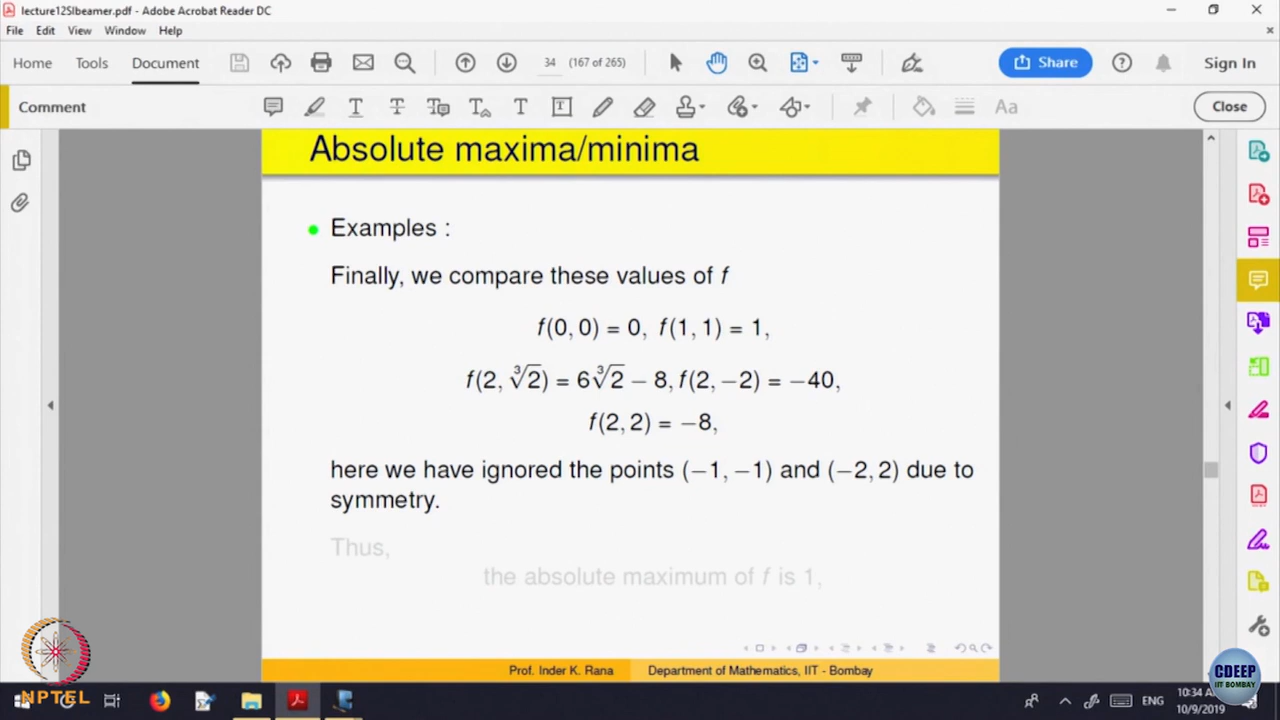 lecture12Slbeamer.pdf - Adobe Acrobat Reader DC
File Edit View Window Help
Home Tools Document 34 (167 of 265) Share Sign In
Comment Aa Close
Absolute maxima/minima
Examples :
Finally, we compare these values of f
f(0, 0) = 0, f(1, 1) = 1,
f(2, ∛2) = 6∛2 − 8, f(2, −2) = −40,
f(2, 2) = −8,
here we have ignored the points (−1, −1) and (−2, 2) due to
symmetry.
Thus,
the absolute maximum of f is 1,
Prof. Inder K. Rana Department of Mathematics, IIT - Bombay
NPTEL
CDEEP
IIT BOMBAY
ENG
10:34
10/9/2019